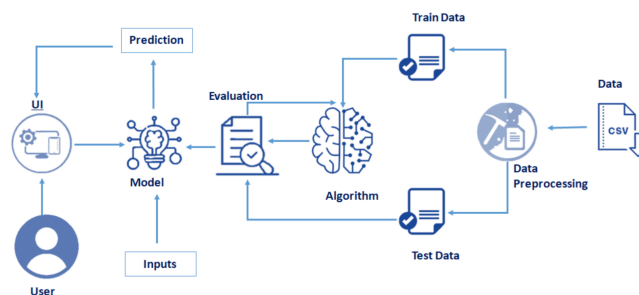 Train Data
Prediction
Data
UI
Evaluation
CSV
Model
Algorithm
Data
Preprocessing
Inputs
Test Data
User